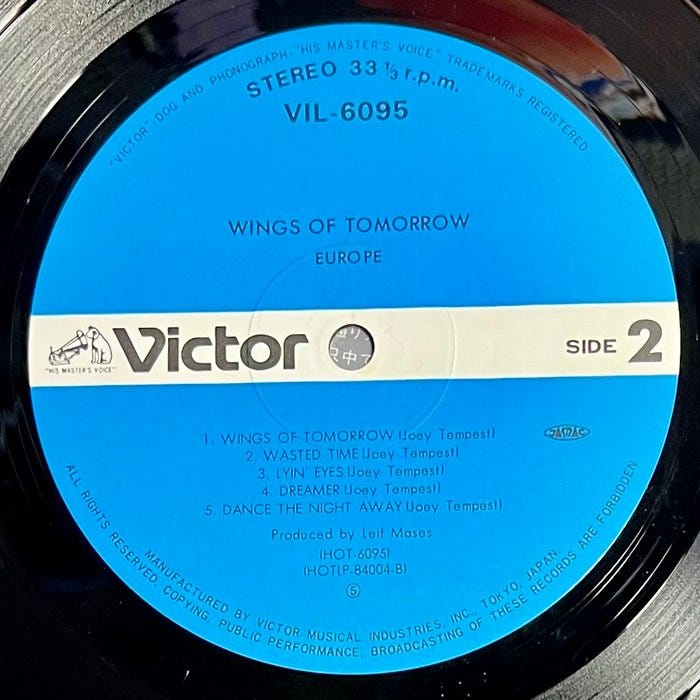 "VICTOR"-DOG AND PHONOGRAPH-"HIS MASTER'S VOICE" TRADEMARKS REGISTERED
STEREO 33 1/3 r.p.m.
VIL-6095
WINGS OF TOMORROW
EUROPE
Victor
"HIS MASTER'S VOICE"
SIDE 2
1. WINGS OF TOMORROW (Joey Tempest)
2. WASTED TIME (Joey Tempest)
3. LYIN' EYES (Joey Tempest)
4. DREAMER (Joey Tempest)
5. DANCE THE NIGHT AWAY (Joey Tempest)
JASRAC
Produced by Leif Mases
(HOT-6095)
(HOTLP-84004-B)
⑤
MANUFACTURED BY VICTOR MUSICAL INDUSTRIES, INC., TOKYO, JAPAN.
ALL RIGHTS RESERVED, COPYING, PUBLIC PERFORMANCE, BROADCASTING OF THESE RECORDS ARE FORBIDDEN